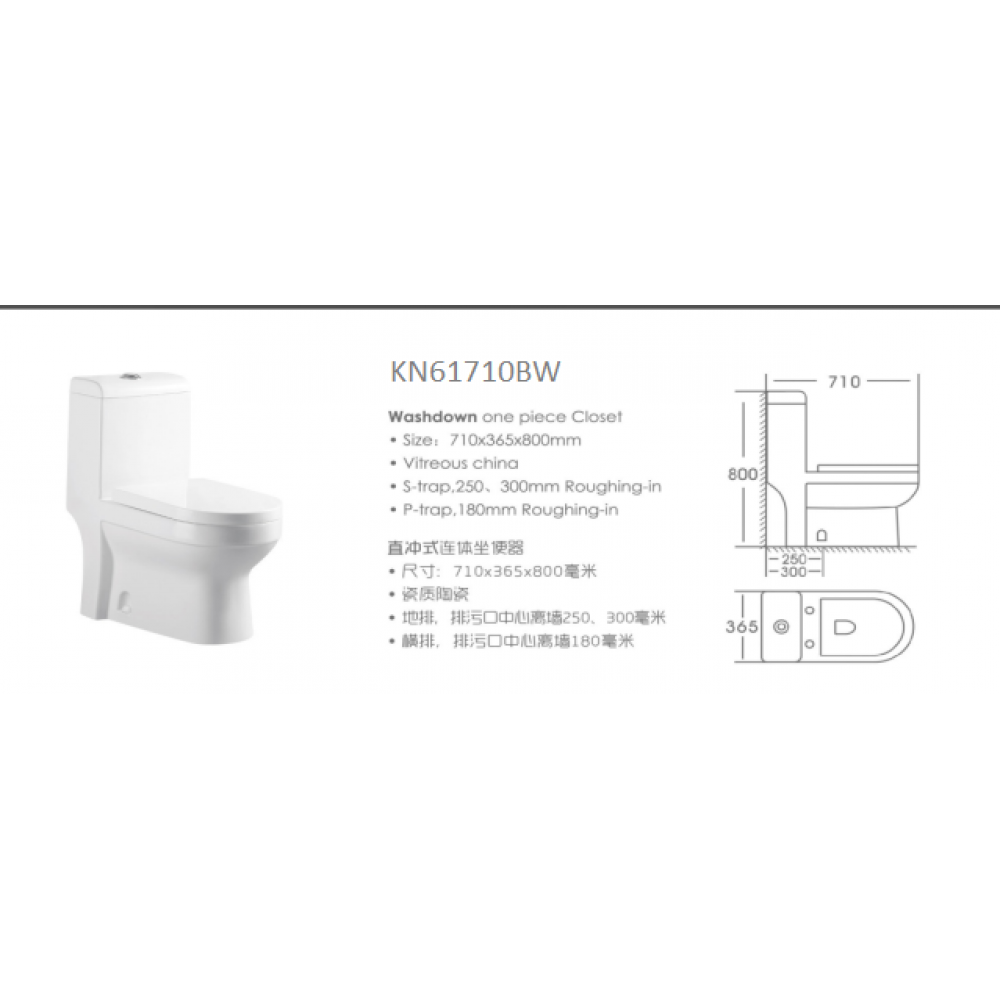 KN61710BW
Washdown one piece Closet
• Size：710x365x800mm
• Vitreous china
• S-trap,250、300mm Roughing-in
• P-trap,180mm Roughing-in
直冲式连体坐便器
• 尺寸：710x365x800毫米
• 瓷质陶瓷
• 地排，排污口中心离墙250、300毫米
• 横排，排污口中心离墙180毫米
710
800
250
300
365